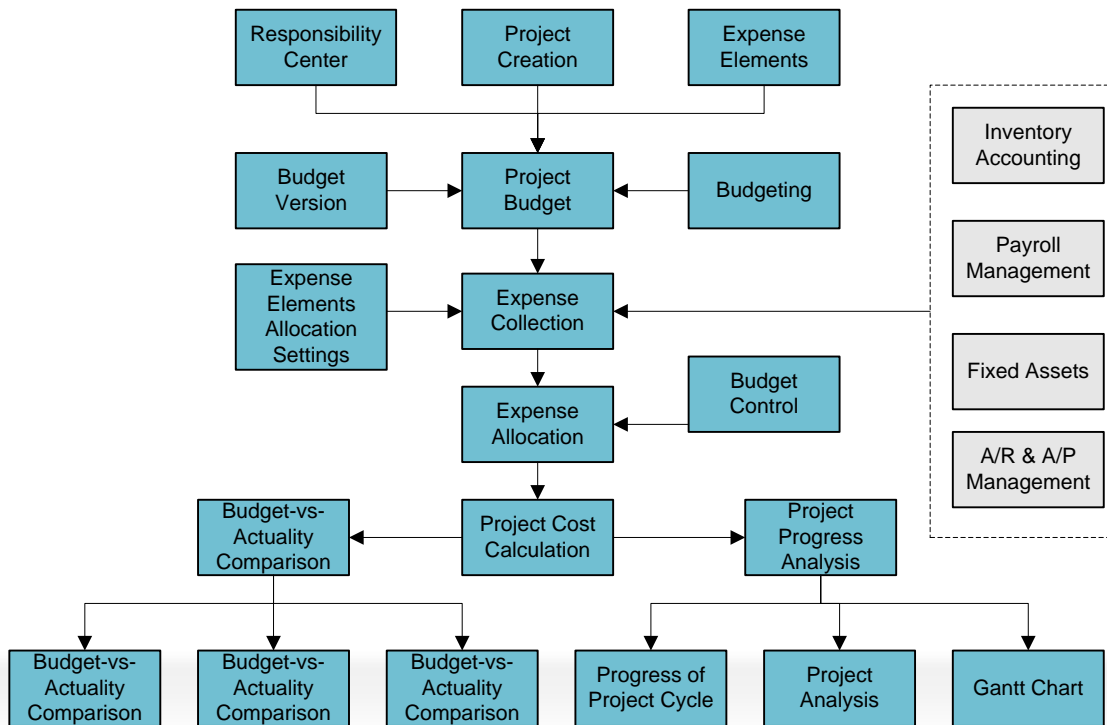 Responsibility
Center
Project
Creation
Expense
Elements
Inventory
Accounting
Budget
Version
Project
Budget
Budgeting
Payroll
Management
Expense
Elements
Allocation
Settings
Expense
Collection
Fixed Assets
Expense
Allocation
Budget
Control
A/R & A/P
Management
Budget-vs-
Actuality
Comparison
Project Cost
Calculation
Project
Progress
Analysis
Budget-vs-
Actuality
Comparison
Budget-vs-
Actuality
Comparison
Budget-vs-
Actuality
Comparison
Progress of
Project Cycle
Project
Analysis
Gantt Chart